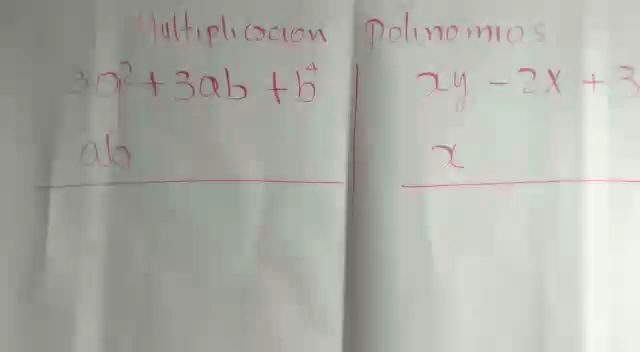 Multiplicacion Polinomios
3a²+3ab+b⁴ xy-2x+3
ab x